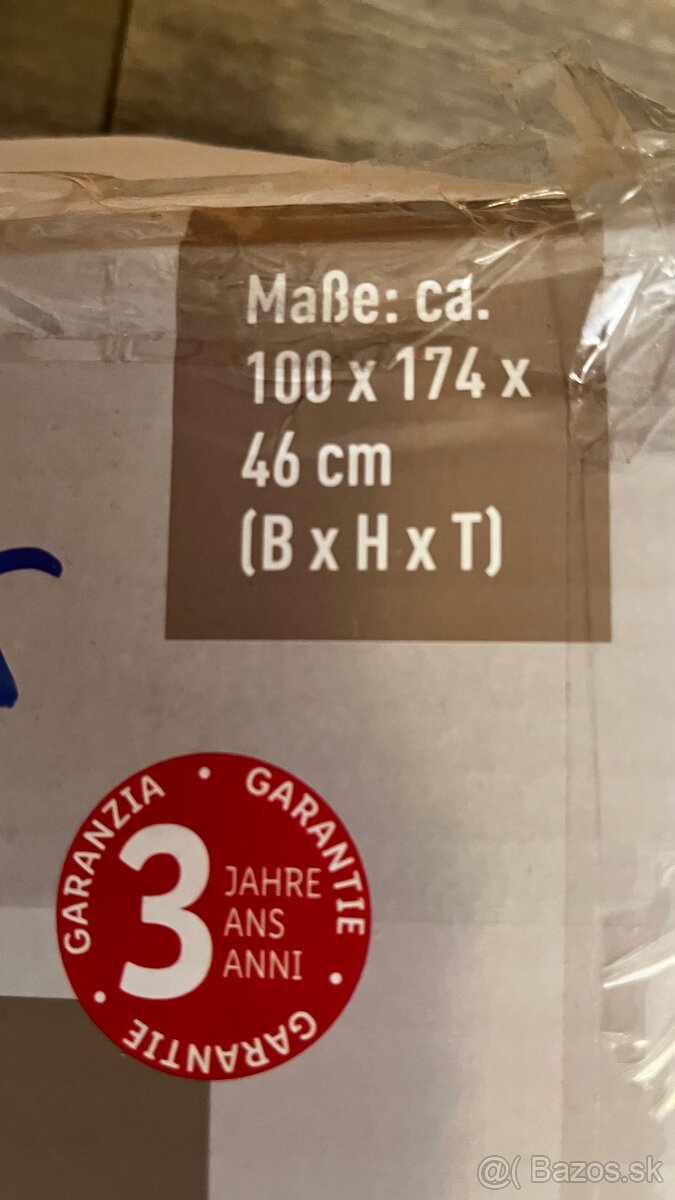 Maße: ca.
100 x 174 x
46 cm
(B x H x T)
GARANZIA • GARANTIE • GARANTIE •
3
JAHRE
ANS
ANNI
@( Bazos.sk